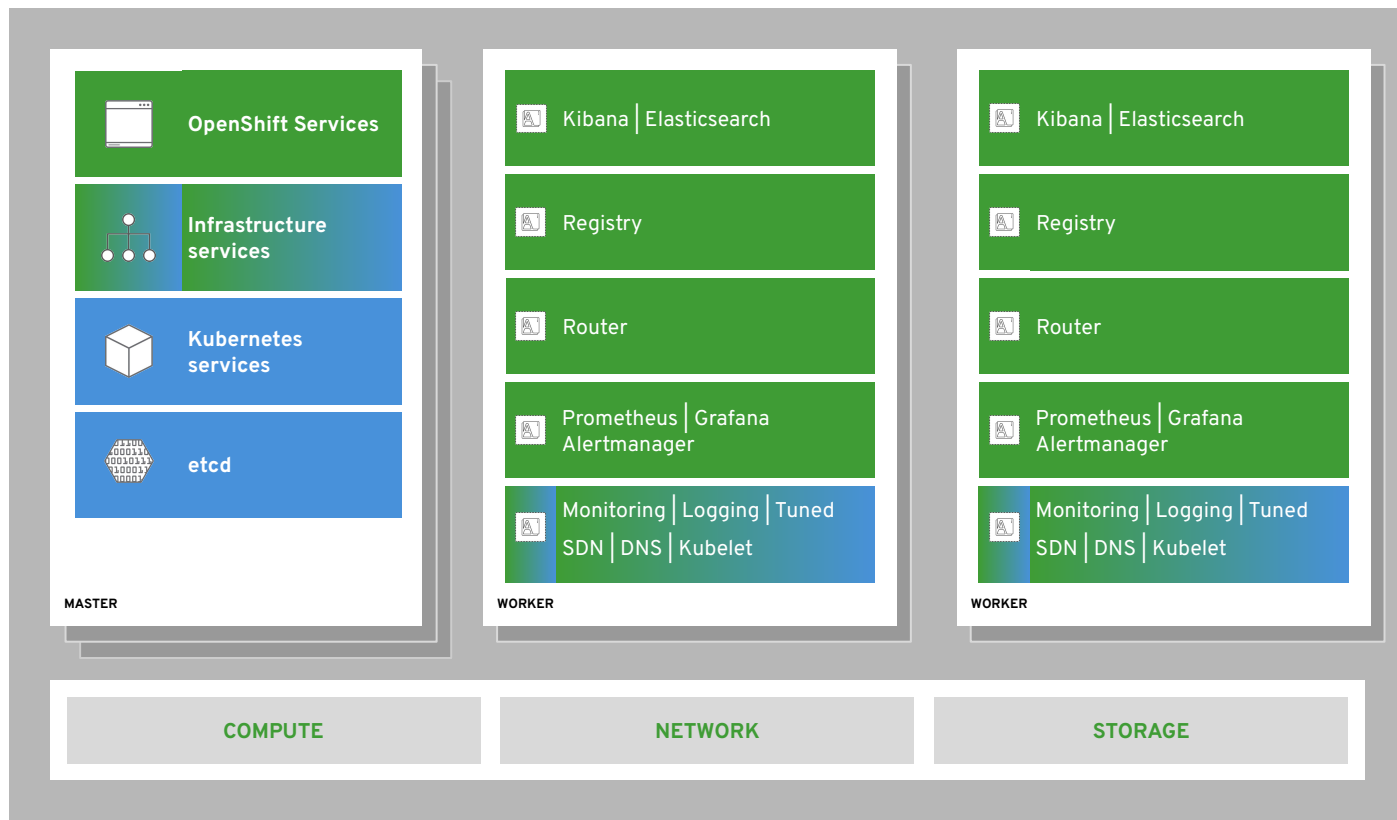 OpenShift Services
Infrastructure
services
Kubernetes
services
etcd
MASTER
Kibana | Elasticsearch
Registry
Router
Prometheus | Grafana
Alertmanager
Monitoring | Logging | Tuned
SDN | DNS | Kubelet
WORKER
Kibana | Elasticsearch
Registry
Router
Prometheus | Grafana
Alertmanager
Monitoring | Logging | Tuned
SDN | DNS | Kubelet
WORKER
COMPUTE
NETWORK
STORAGE